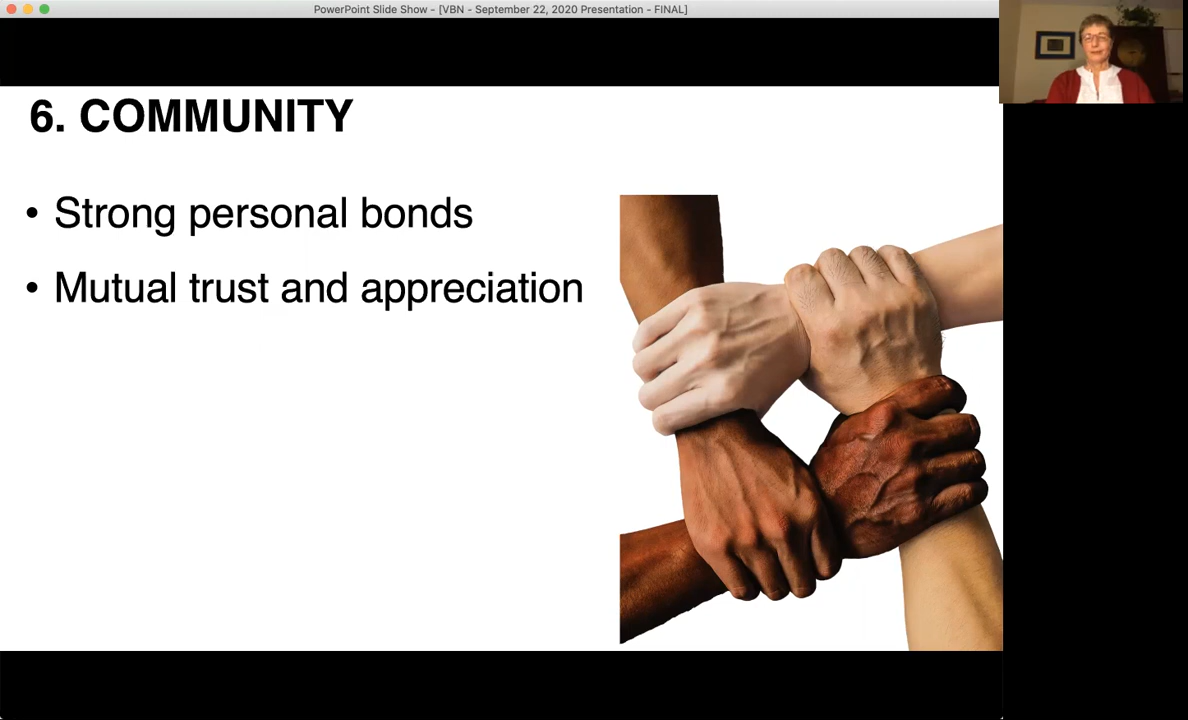 PowerPoint Slide Show - [VBN - September 22, 2020 Presentation - FINAL]
6. COMMUNITY
• Strong personal bonds
• Mutual trust and appreciation